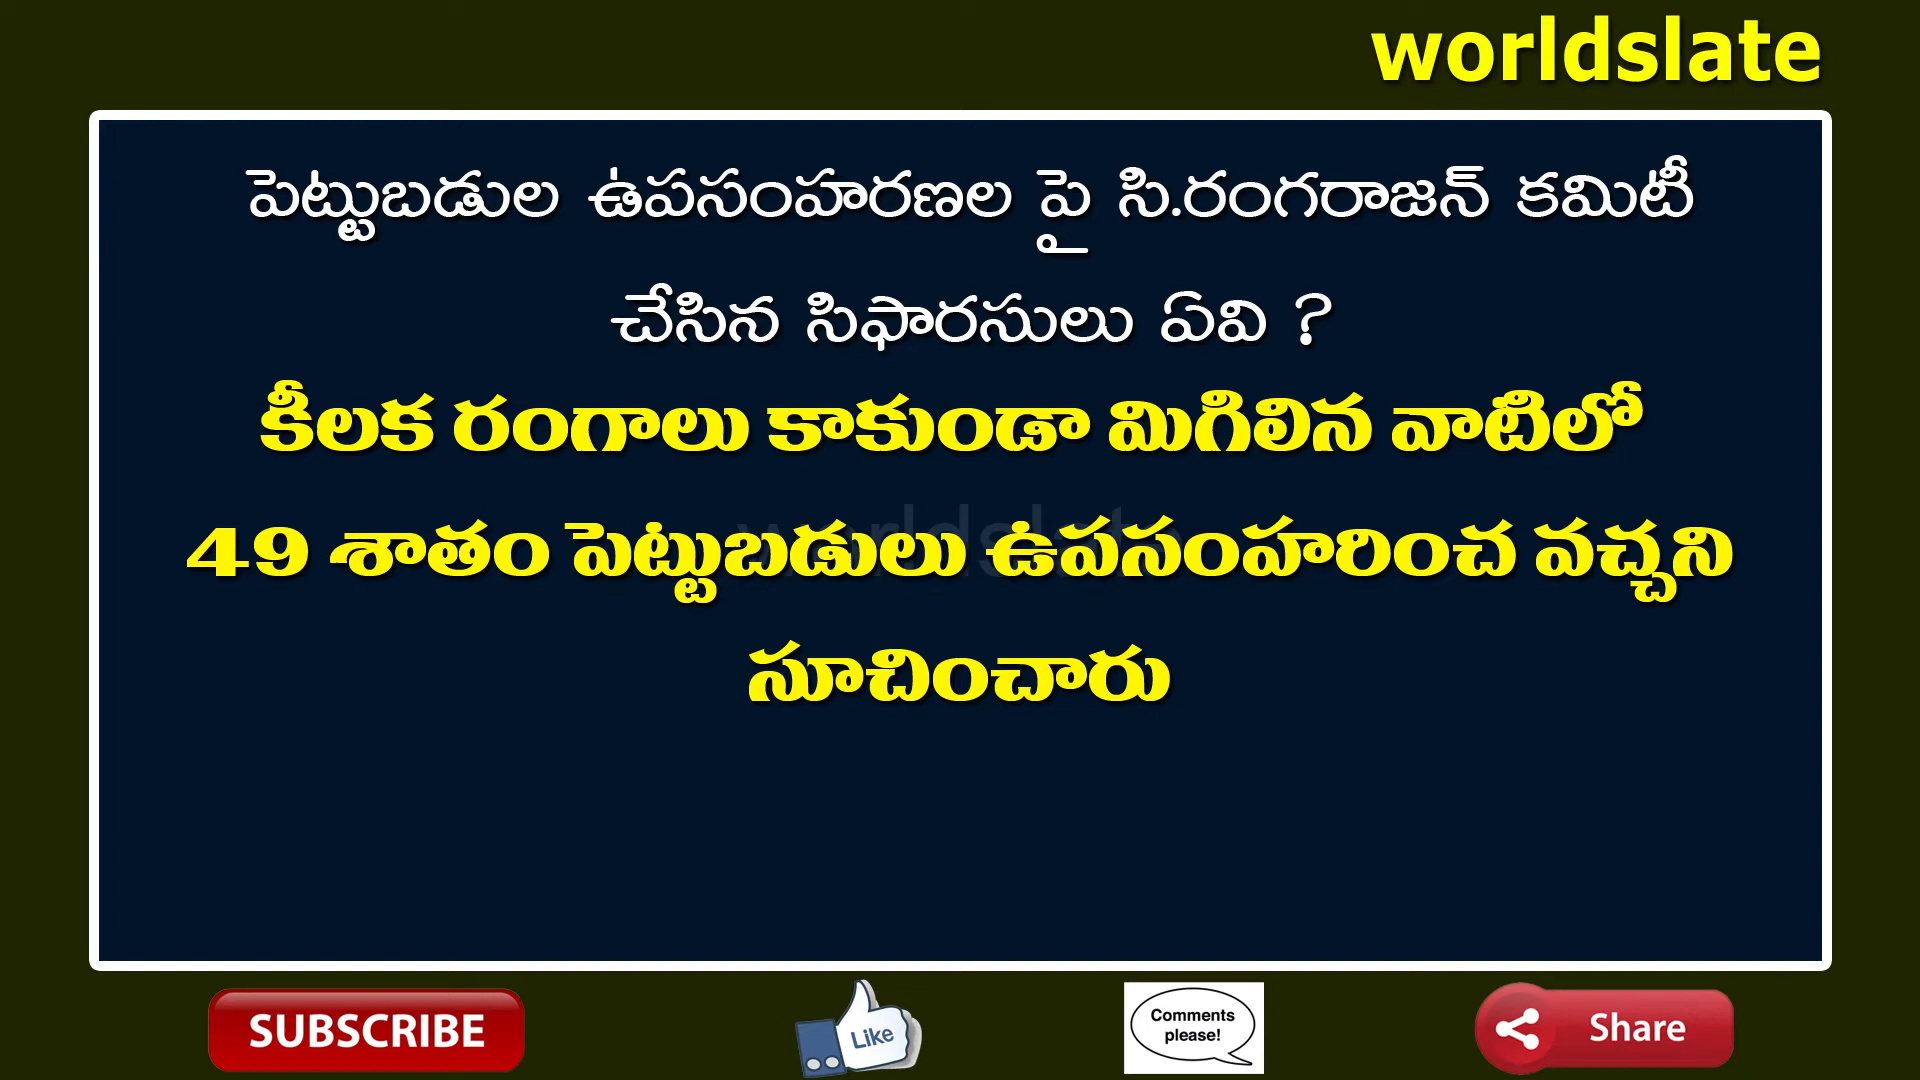 worldslate
పెట్టుబడుల ఉపసంహరణల పై సి.రంగరాజన్ కమిటీ
చేసిన సిఫారసులు ఏవి ?
కీలక రంగాలు కాకుండా మిగిలిన వాటిలో
49 శాతం పెట్టుబడులు ఉపసంహరించ వచ్చని
సూచించారు
worldslate
SUBSCRIBE
Like
Comments
please!
Share